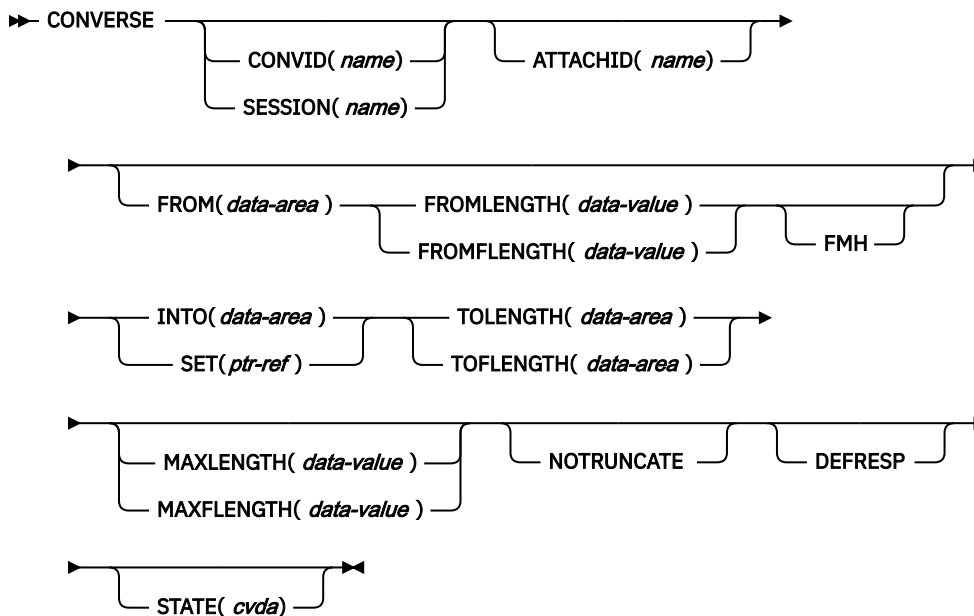 CONVERSE
CONVID( name) ATTACHID( name)
SESSION( name)
FROM( data-area ) FROMLENGTH( data-value )
FROMFLENGTH( data-value ) FMH
INTO( data-area ) TOLENGTH( data-area )
SET( ptr-ref ) TOFLENGTH( data-area )
MAXLENGTH( data-value ) NOTRUNCATE DEFRESP
MAXFLENGTH( data-value )
STATE( cvda)